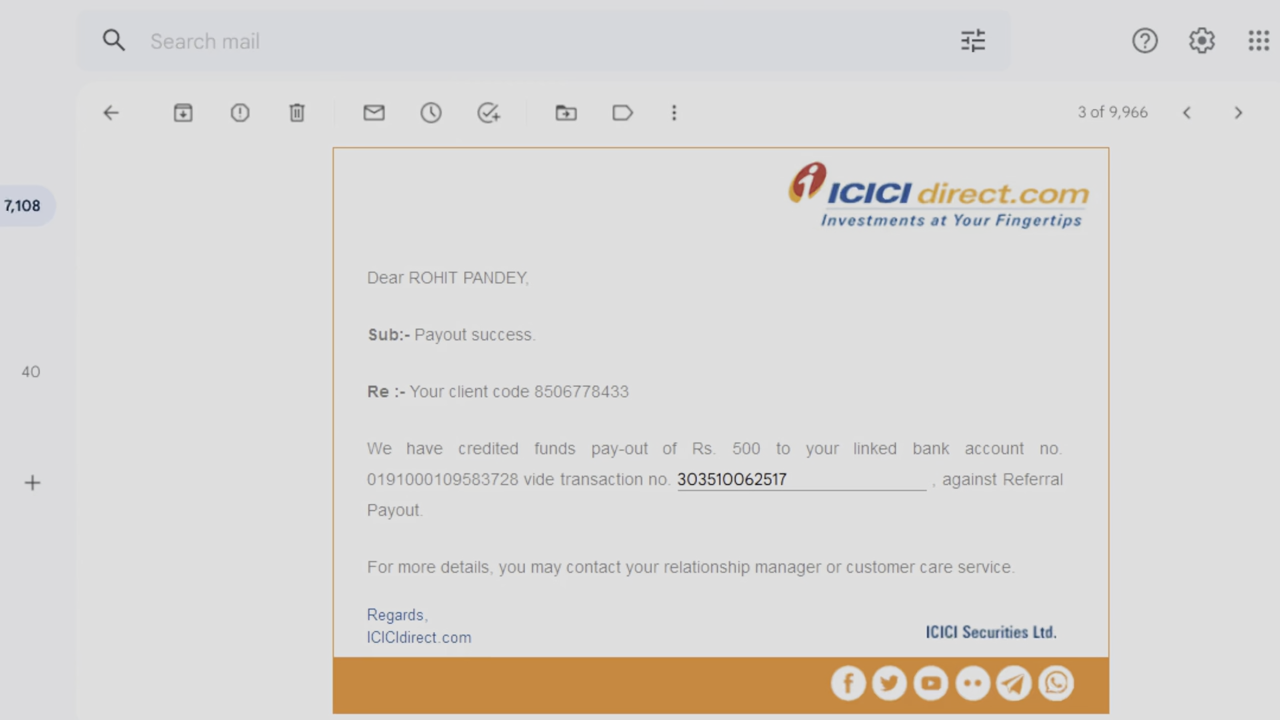 Search mail
3 of 9,966
7,108
40
ICICI direct.com
Investments at Your Fingertips
Dear ROHIT PANDEY,
Sub:- Payout success.
Re :- Your client code 8506778433
We have credited funds pay-out of Rs. 500 to your linked bank account no.
0191000109583728 vide transaction no. 303510062517 , against Referral
Payout.
For more details, you may contact your relationship manager or customer care service.
Regards,
ICICIdirect.com
ICICI Securities Ltd.